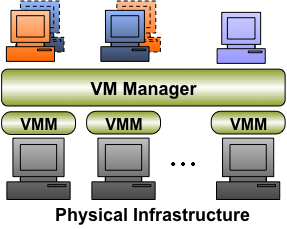 VM Manager
VMM VMM VMM
...
Physical Infrastructure